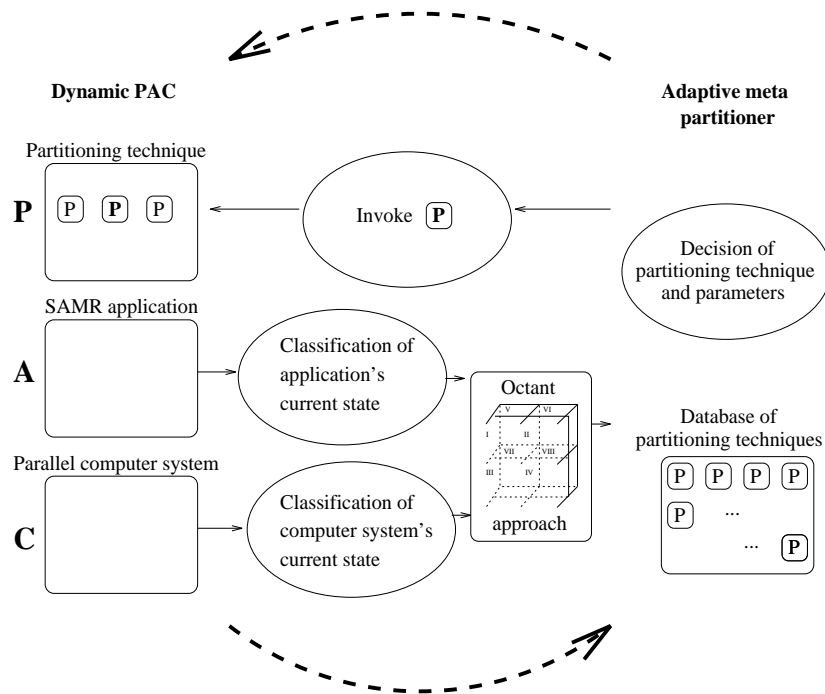 Dynamic PAC
Adaptive meta
partitioner
Partitioning technique
P
P P P
Invoke P
Decision of
partitioning technique
and parameters
SAMR application
A
Classification of
application's
current state
Octant
V VI
I II
VII VIII
III IV
approach
Database of
partitioning techniques
P P P P
P ...
... P
Parallel computer system
C
Classification of
computer system's
current state